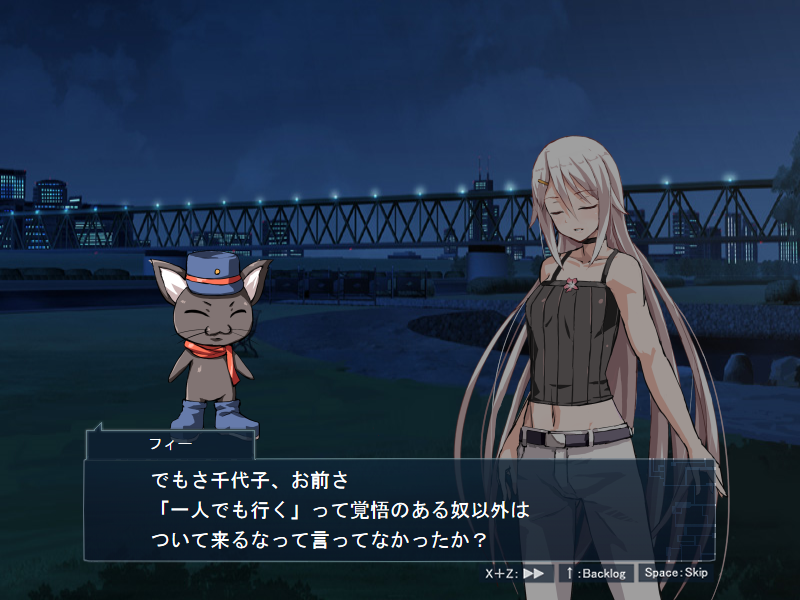 フィー
でもさ千代子、お前さ
「一人でも行く」って覚悟のある奴以外は
ついて来るなって言ってなかったか？
X+Z:▶▶ ↑:Backlog Space:Skip